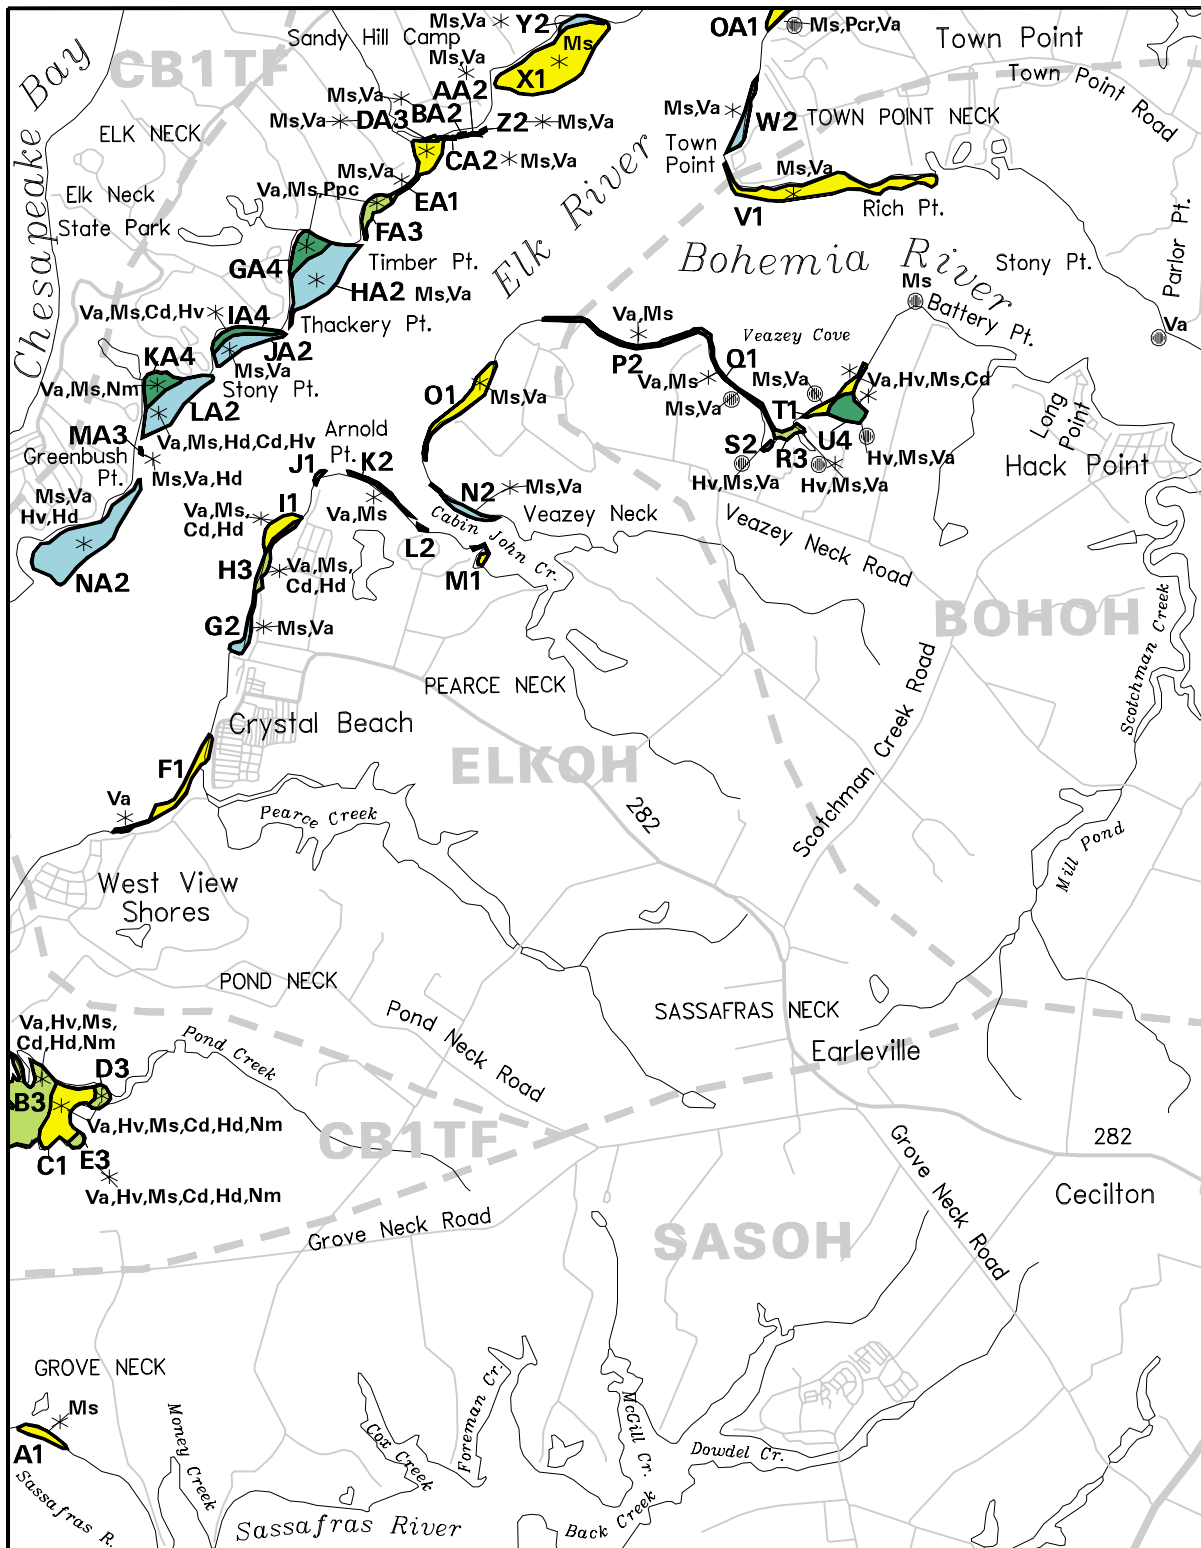 Ms,Va
Y2
OA1
Ms,Pcr,Va
Sandy Hill Camp
Ms
Town Point
Ms,Va
CB1TF
Town Point Road
AA2
X1
Ms,Va
BA2
Ms,Va
DA3
Z2
Ms,Va
Ms,Va
W2
TOWN POINT NECK
ELK NECK
Town
Point
CA2
Ms,Va
Ms,Va
Ms,Va
Chesapeake Bay
Elk River
Va,Ms,Ppc
EA1
V1
Rich Pt.
Elk Neck
State Park
FA3
Parlor Pt.
GA4
Timber Pt.
Bohemia River
Stony Pt.
HA2
Ms,Va
Ms
Battery Pt.
Va,Ms,Cd,Hv
IA4
Thackery Pt.
Va,Ms
Veazey Cove
Va
KA4
JA2
P2
Q1
Ms,Va
Va,Ms,Nm
Stony Pt.
Va,Ms
Ms,Va
Va,Hv,Ms,Cd
O1
Ms,Va
LA2
Ms,Va
T1
Long
Point
MA3
Va,Ms,Hd,Cd,Hv
Arnold
Pt.
S2
R3
U4
Greenbush
Pt.
J1
K2
Hv,Ms,Va
Hack Point
Ms,Va,Hd
Hv,Ms,Va
Hv,Ms,Va
Ms,Va
Hv,Hd
Va,Ms,
Cd,Hd
I1
Va,Ms
N2
Ms,Va
Veazey Neck
Veazey Neck Road
Cabin John Cr.
L2
H3
Va,Ms,
Cd,Hd
M1
NA2
BOHOH
G2
Ms,Va
Scotchman Creek
Scotchman Creek Road
PEARCE NECK
Crystal Beach
F1
ELKOH
Va
Pearce Creek
282
Mill Pond
West View
Shores
POND NECK
SASSAFRAS NECK
Pond Neck Road
Va,Hv,Ms,
Cd,Hd,Nm
Pond Creek
Earleville
D3
B3
Va,Hv,Ms,Cd,Hd,Nm
CB1TF
C1
E3
282
Grove Neck Road
Va,Hv,Ms,Cd,Hd,Nm
Cecilton
Grove Neck Road
SASOH
GROVE NECK
Ms
A1
Money Creek
Cox Creek
Foreman Cr.
McGill Cr.
Dowdel Cr.
Sassafras R.
Sassafras River
Back Creek